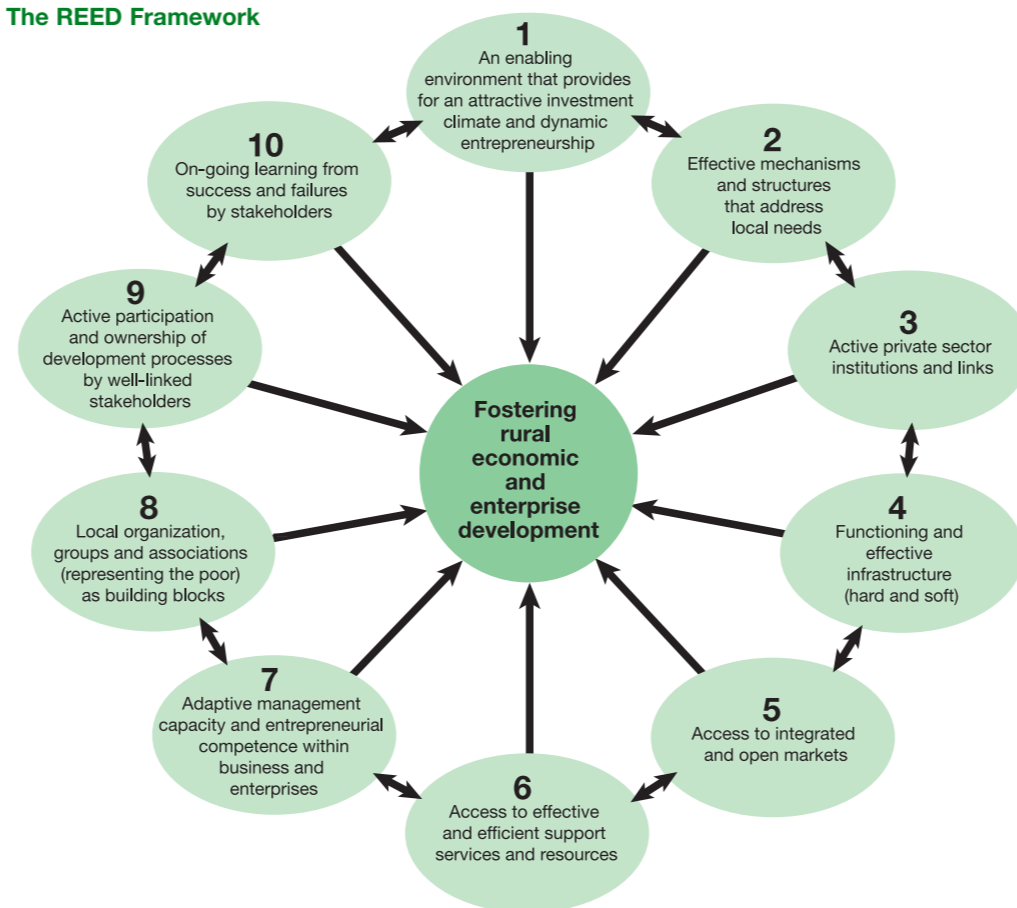 The REED Framework
1
An enabling
environment that provides
for an attractive investment
climate and dynamic
entrepreneurship
2
Effective mechanisms
and structures
that address
local needs
3
Active private sector
institutions and links
4
Functioning and
effective
infrastructure
(hard and soft)
5
Access to integrated
and open markets
6
Access to effective
and efficient support
services and resources
7
Adaptive management
capacity and entrepreneurial
competence within
business and
enterprises
8
Local organization,
groups and associations
(representing the poor)
as building blocks
9
Active participation
and ownership of
development processes
by well-linked
stakeholders
10
On-going learning from
success and failures
by stakeholders
Fostering
rural
economic
and
enterprise
development